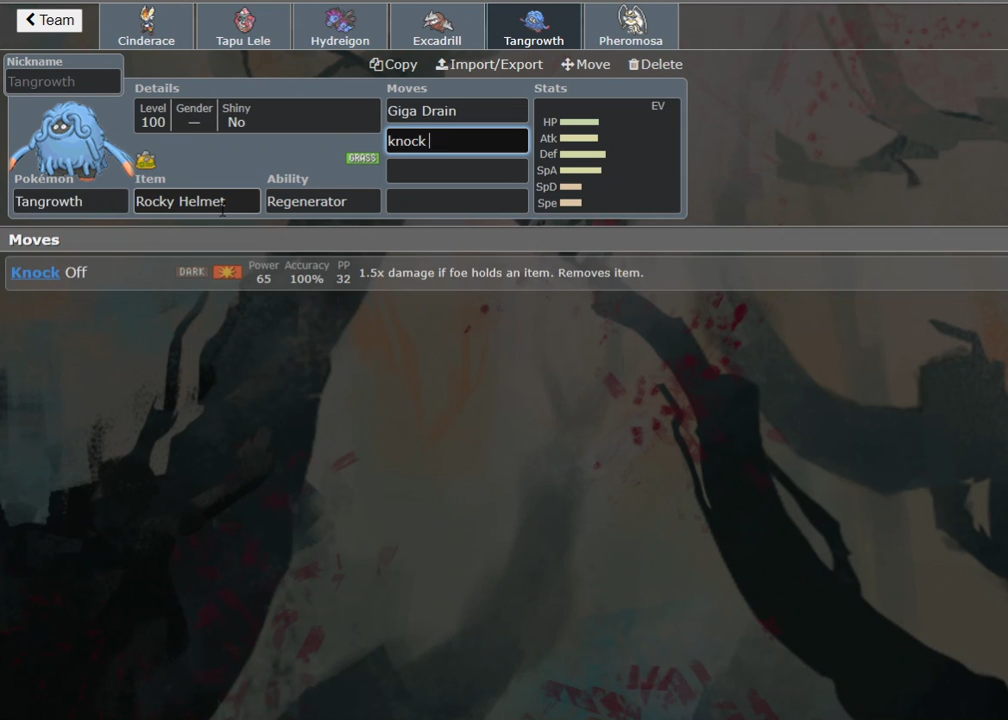 Team
Cinderace
Tapu Lele
Hydreigon
Excadrill
Tangrowth
Pheromosa
Copy
Import/Export
Move
Delete
Nickname
Tangrowth
Details
Level
100
Gender
—
Shiny
No
Moves
Giga Drain
knock
Stats
EV
HP
Atk
Def
SpA
SpD
Spe
GRASS
Pokémon
Tangrowth
Item
Rocky Helmet
Ability
Regenerator
Moves
Knock Off
DARK
Power
65
Accuracy
100%
PP
32
1.5x damage if foe holds an item. Removes item.